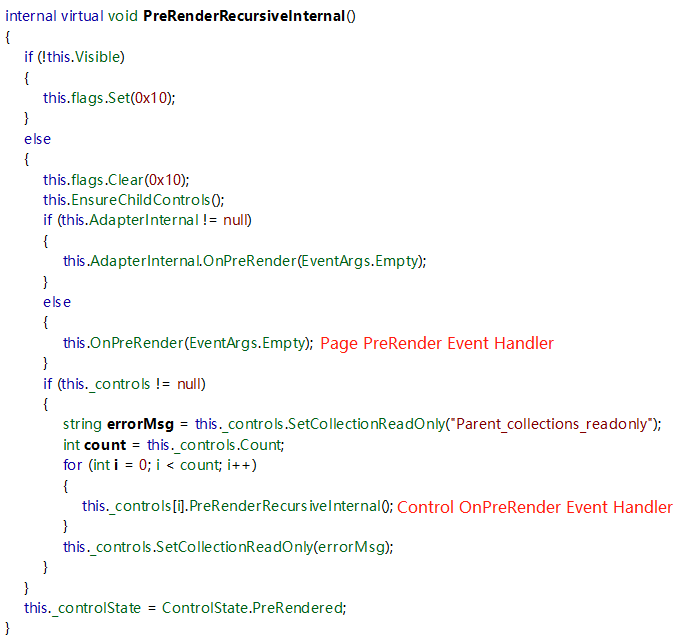 internal virtual void PreRenderRecursiveInternal()
{
if (!this.Visible)
{
this.flags.Set(0x10);
}
else
{
this.flags.Clear(0x10);
this.EnsureChildControls();
if (this.AdapterInternal != null)
{
this.AdapterInternal.OnPreRender(EventArgs.Empty);
}
else
{
this.OnPreRender(EventArgs.Empty); Page PreRender Event Handler
}
if (this._controls != null)
{
string errorMsg = this._controls.SetCollectionReadOnly("Parent_collections_readonly");
int count = this._controls.Count;
for (int i = 0; i < count; i++)
{
this._controls[i].PreRenderRecursiveInternal(); Control OnPreRender Event Handler
}
this._controls.SetCollectionReadOnly(errorMsg);
}
}
this._controlState = ControlState.PreRendered;
}